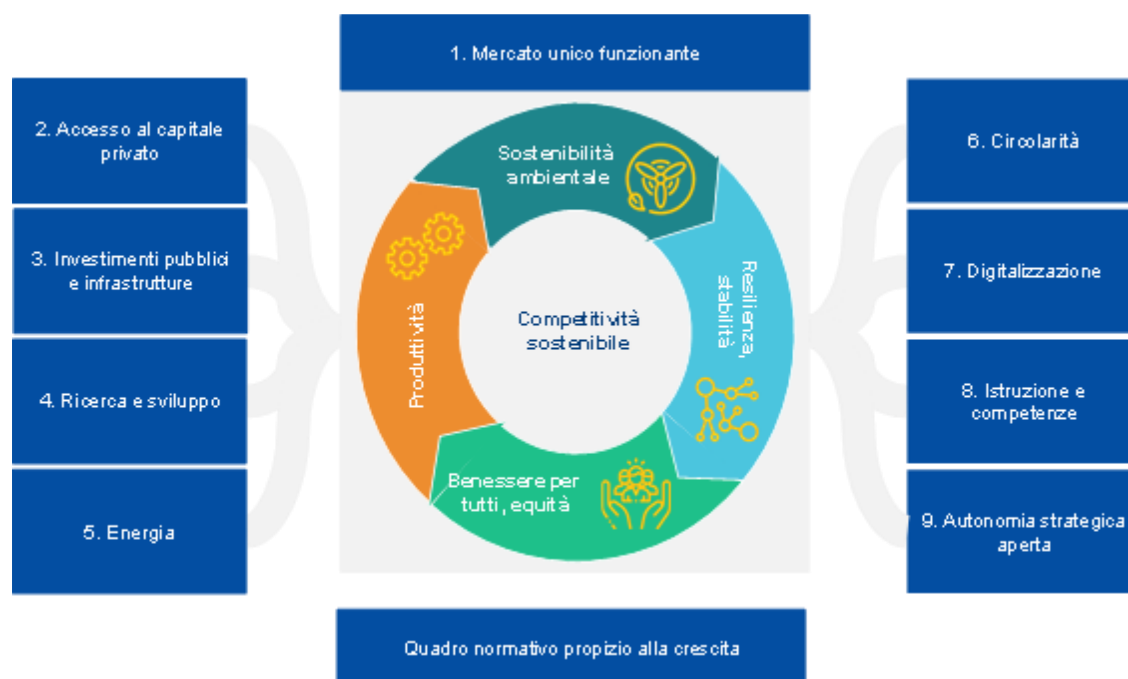 1. Mercato unico funzionante
2. Accesso al capitale
privato
3. Investimenti pubblici
e infrastrutture
4. Ricerca e sviluppo
5. Energia
Sostenibilità
ambientale
Resilienza,
stabilità
Produttività
Competitività
sostenibile
Benessere per
tutti, equità
6. Circolarità
7. Digitalizzazione
8. Istruzione e
competenze
9. Autonomia strategica
aperta
Quadro normativo propizio alla crescita